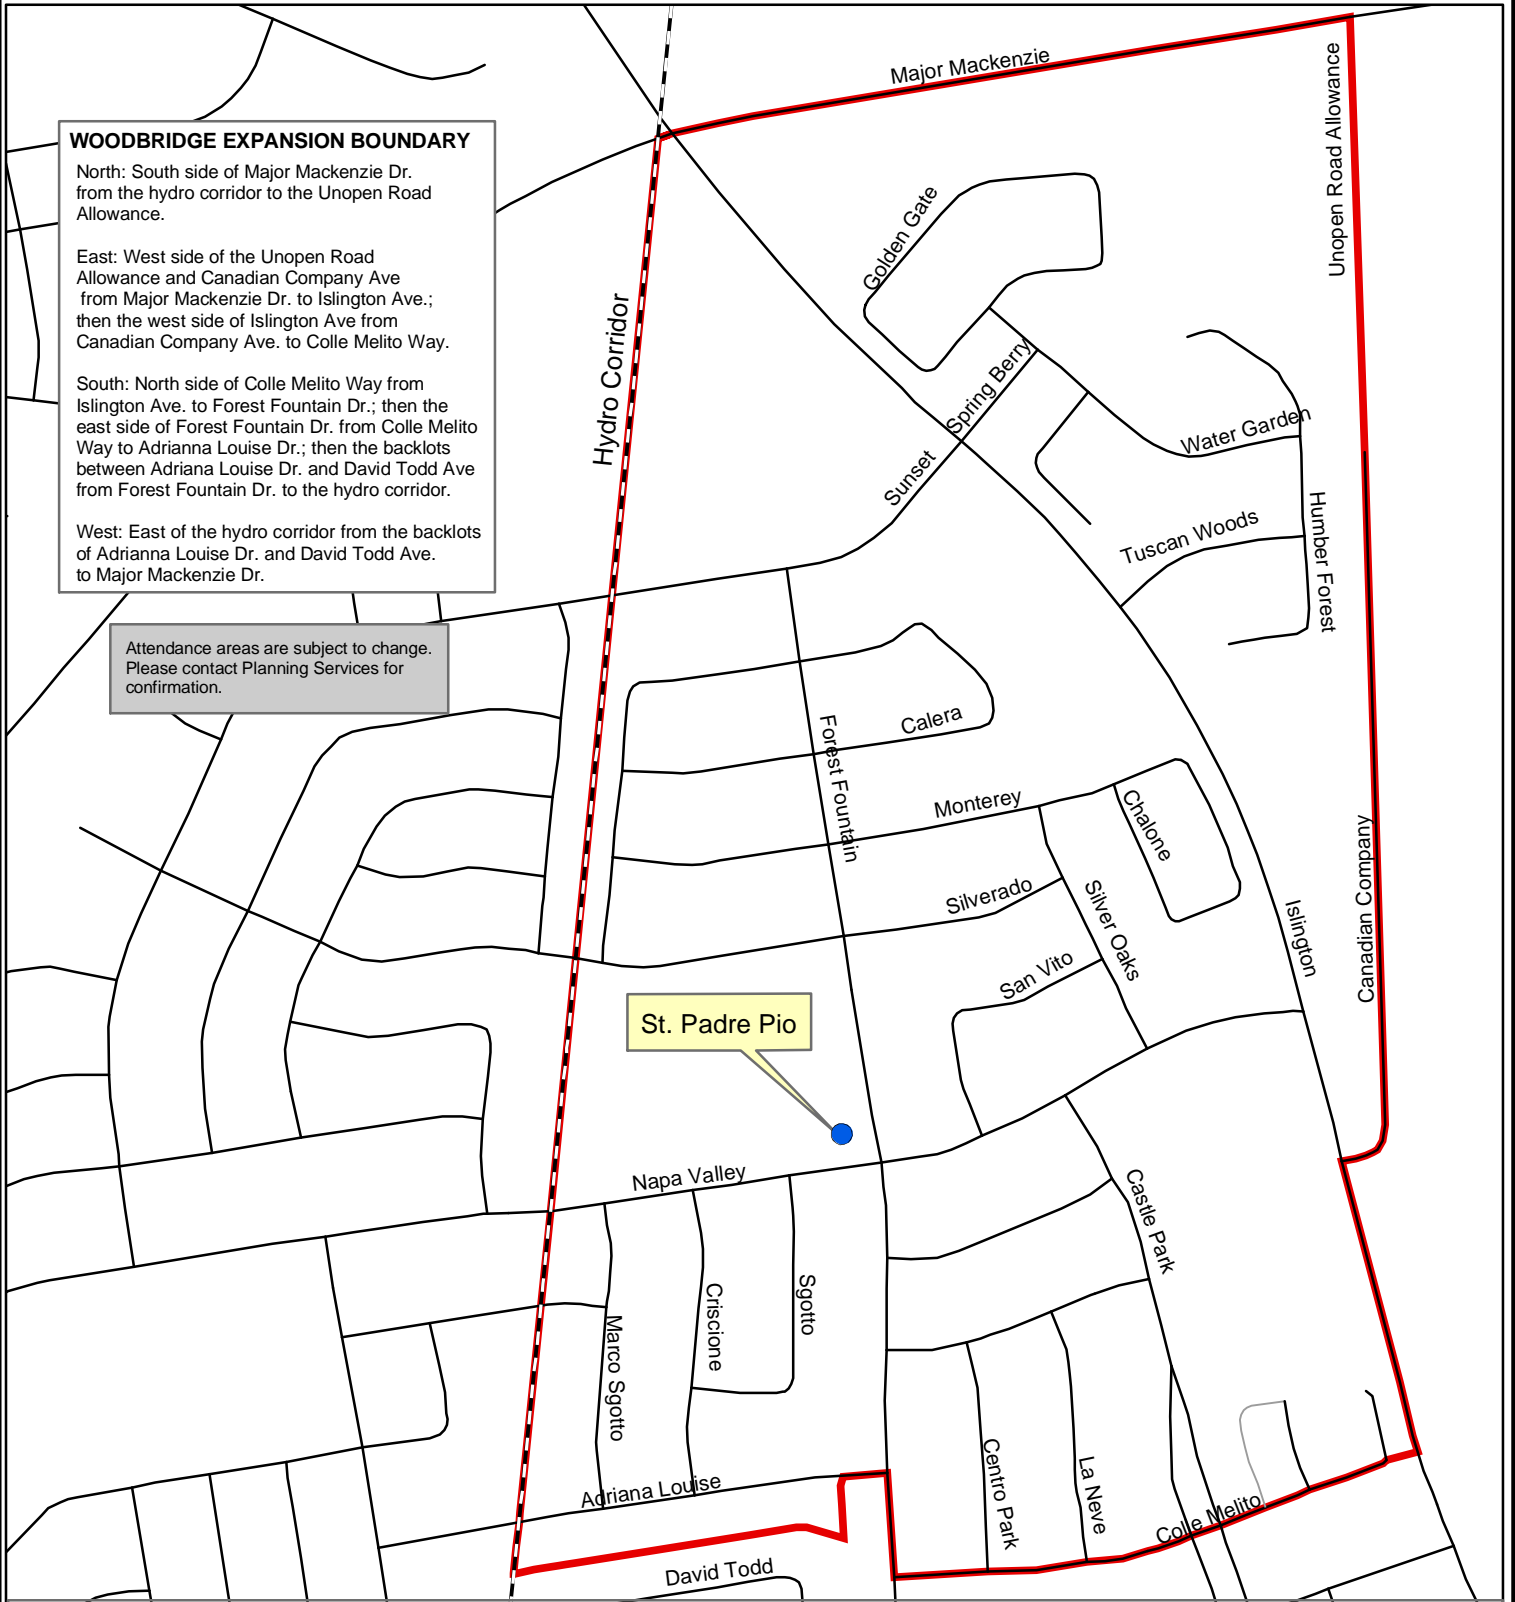 Major Mackenzie
Unopen Road Allowance
WOODBRIDGE EXPANSION BOUNDARY
North: South side of Major Mackenzie Dr.
from the hydro corridor to the Unopen Road
Allowance.
East: West side of the Unopen Road
Allowance and Canadian Company Ave
from Major Mackenzie Dr. to Islington Ave.;
then the west side of Islington Ave from
Canadian Company Ave. to Colle Melito Way.
South: North side of Colle Melito Way from
Islington Ave. to Forest Fountain Dr.; then the
east side of Forest Fountain Dr. from Colle Melito
Way to Adrianna Louise Dr.; then the backlots
between Adriana Louise Dr. and David Todd Ave
from Forest Fountain Dr. to the hydro corridor.
West: East of the hydro corridor from the backlots
of Adrianna Louise Dr. and David Todd Ave.
to Major Mackenzie Dr.
Attendance areas are subject to change.
Please contact Planning Services for
confirmation.
Golden Gate
Hydro Corridor
Spring Berry
Sunset
Water Garden
Tuscan Woods
Humber Forest
Calera
Forest Fountain
Monterey
Chalone
Silverado
Silver Oaks
San Vito
Islington
Canadian Company
St. Padre Pio
Napa Valley
Castle Park
Sgotto
Criscione
Marco Sgotto
Adriana Louise
Centro Park
La Neve
Colle Melito
David Todd